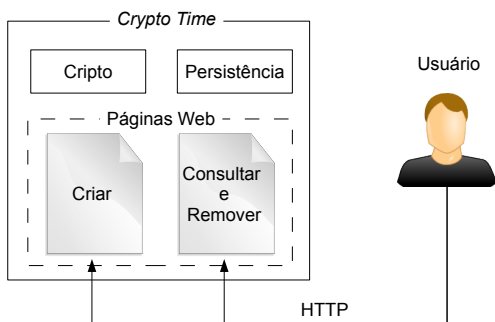 Crypto Time
Cripto
Persistência
Usuário
Páginas Web
Criar
Consultar
e
Remover
HTTP